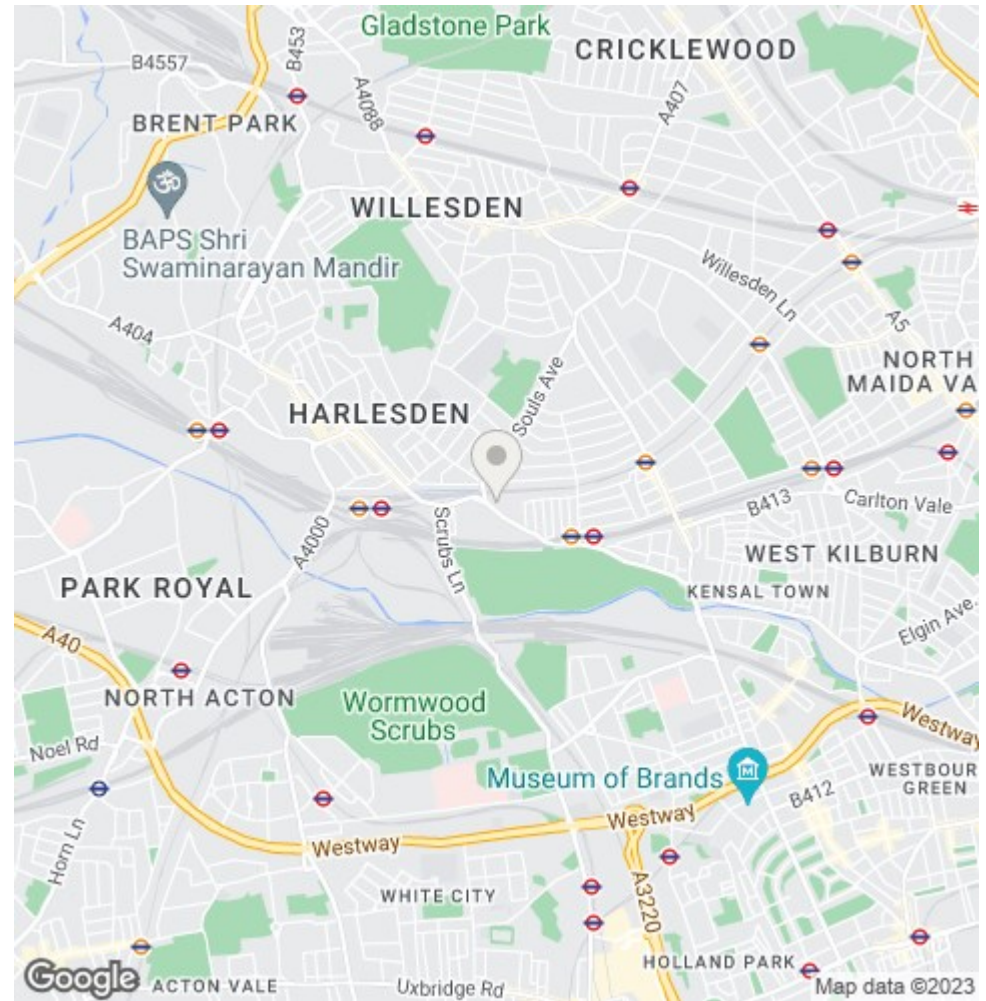 Gladstone Park
CRICKLEWOOD
B453
B4557
A4088
A407
BRENT PARK
WILLESDEN
BAPS Shri
Swaminarayan Mandir
Willesden Ln
A404
A5
NORTH
MAIDA VA
Souls Ave
HARLESDEN
Scrubs Ln
A4000
B413
Carlton Vale
WEST KILBURN
PARK ROYAL
KENSAL TOWN
Elgin Ave.
A40
NORTH ACTON
Wormwood
Scrubs
Westway
Noel Rd
Museum of Brands
WESTBOUR
GREEN
B412
Horn Ln
Westway
Westway
A3220
WHITE CITY
HOLLAND PARK
Google
ACTON VALE
Uxbridge Rd
Map data ©2023